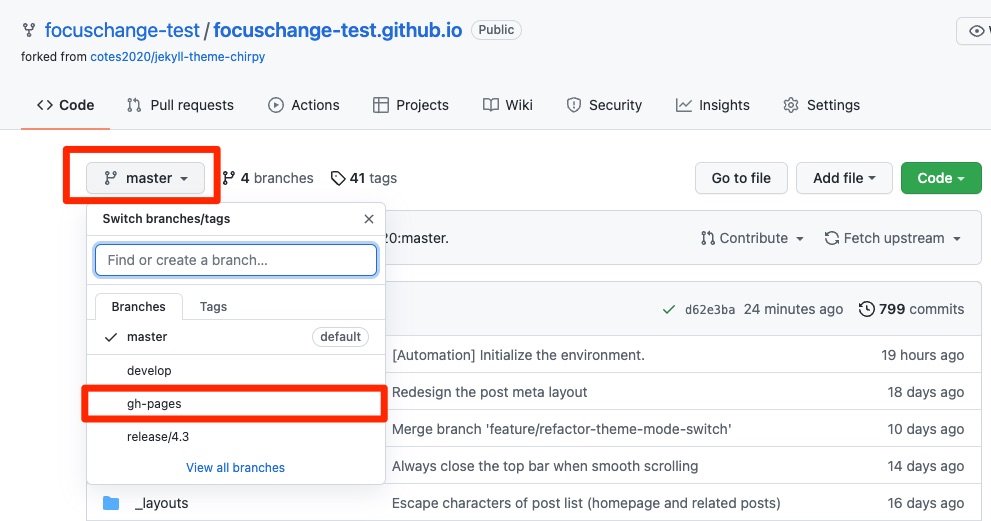 focuschange-test / focuschange-test.github.io Public
forked from cotes2020/jekyll-theme-chirpy
Code Pull requests Actions Projects Wiki Security Insights Settings
master 4 branches 41 tags Go to file Add file Code
Switch branches/tags
20:master. Contribute Fetch upstream
Find or create a branch...
Branches Tags
d62e3ba 24 minutes ago 799 commits
master default
[Automation] Initialize the environment. 19 hours ago
develop
Redesign the post meta layout 18 days ago
gh-pages
Merge branch 'feature/refactor-theme-mode-switch' 10 days ago
release/4.3
Always close the top bar when smooth scrolling 14 days ago
View all branches
_layouts Escape characters of post list (homepage and related posts) 16 days ago